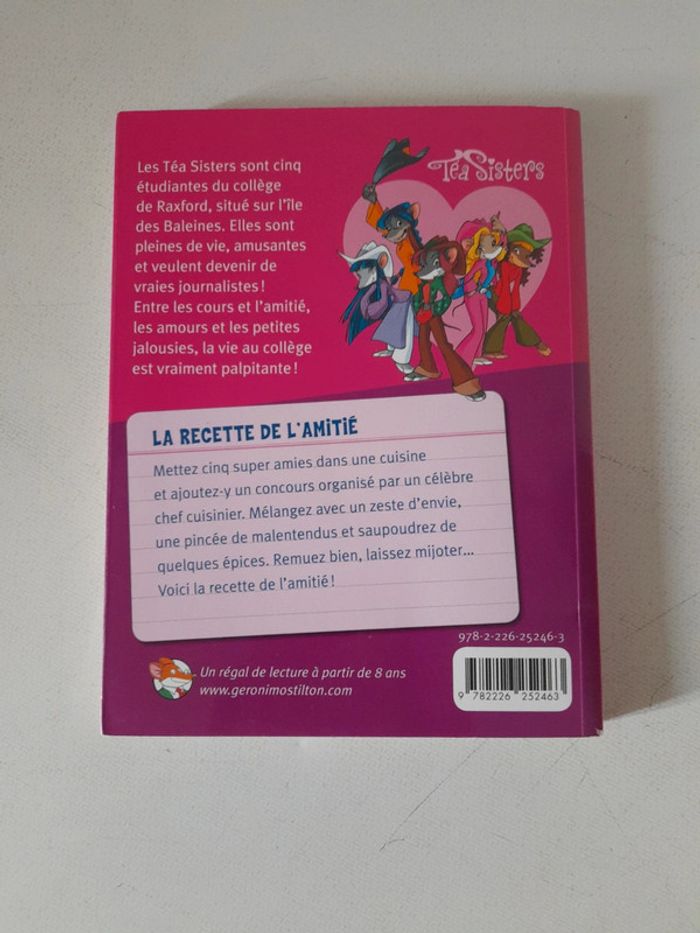 Les Téa Sisters sont cinq
étudiantes du collège
de Raxford, situé sur l'île
des Baleines. Elles sont
pleines de vie, amusantes
et veulent devenir de
vraies journalistes !
Entre les cours et l'amitié,
les amours et les petites
jalousies, la vie au collège
est vraiment palpitante !
Téa Sisters
LA RECETTE DE L'AMITIÉ
Mettez cinq super amies dans une cuisine
et ajoutez-y un concours organisé par un célèbre
chef cuisinier. Mélangez avec un zeste d'envie,
une pincée de malentendus et saupoudrez de
quelques épices. Remuez bien, laissez mijoter...
Voici la recette de l'amitié !
978-2-226-25246-3
Un régal de lecture à partir de 8 ans
www.geronimostilton.com
9 782226 252463